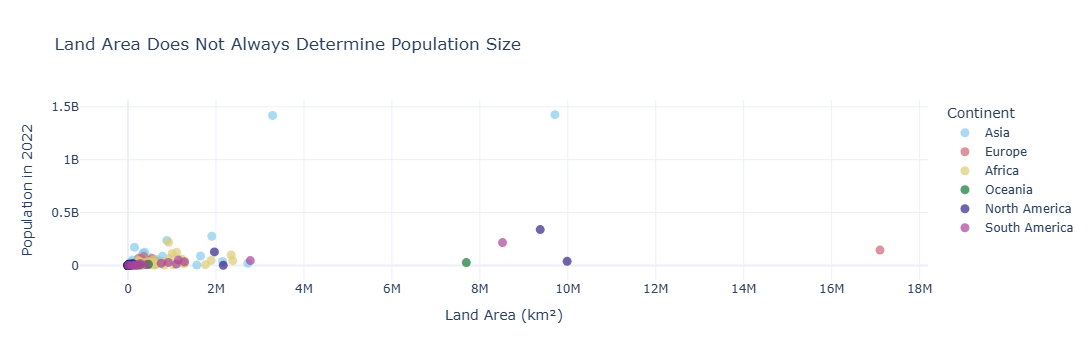 Land Area Does Not Always Determine Population Size
Population in 2022
1.5B
1B
0.5B
0
0
2M
4M
6M
8M
10M
12M
14M
16M
18M
Land Area (km²)
Continent
Asia
Europe
Africa
Oceania
North America
South America